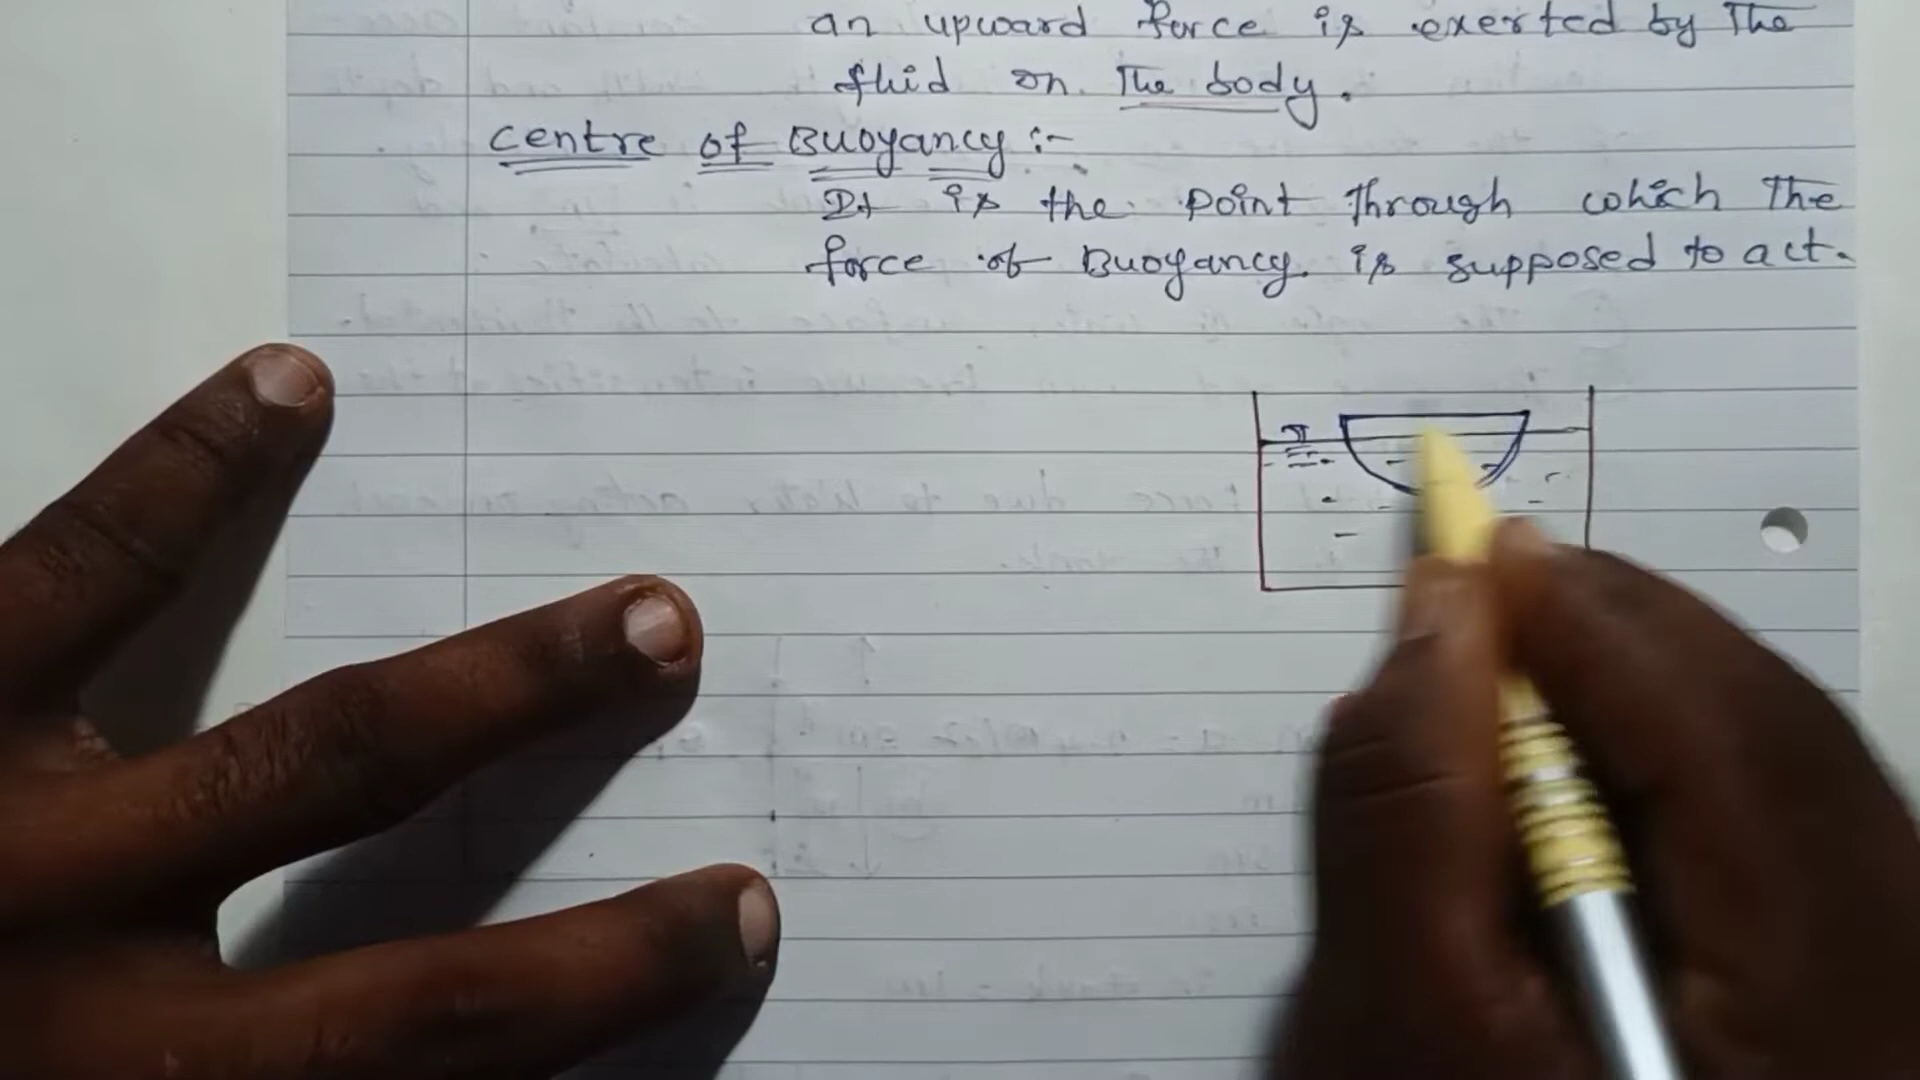 an upward force is exerted by The
fluid on The body.
Centre of Buoyancy :-
It is the point through which The
force of Buoyancy is supposed to act.